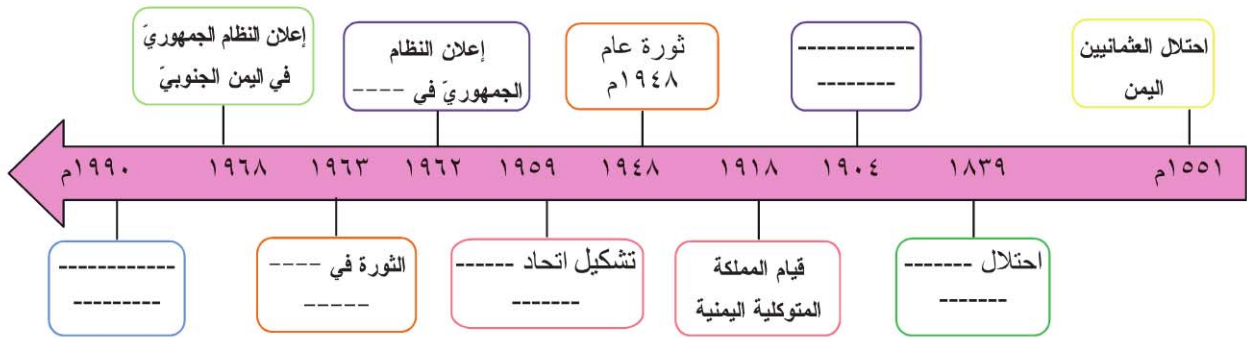 إعلان النظام الجمهوريّ
في اليمن الجنوبيّ
إعلان النظام
الجمهوريّ في ----
ثورة عام
١٩٤٨م
------------
--------
احتلال العثمانيين
اليمن
١٥٥١م
١٨٣٩
١٩٠٤
١٩١٨
١٩٤٨
١٩٥٩
١٩٦٢
١٩٦٣
١٩٦٨
١٩٩٠م
احتلال -------
-------
قيام المملكة
المتوكلية اليمنية
تشكيل اتحاد ------
-------
الثورة في ----
-----
------------
---------